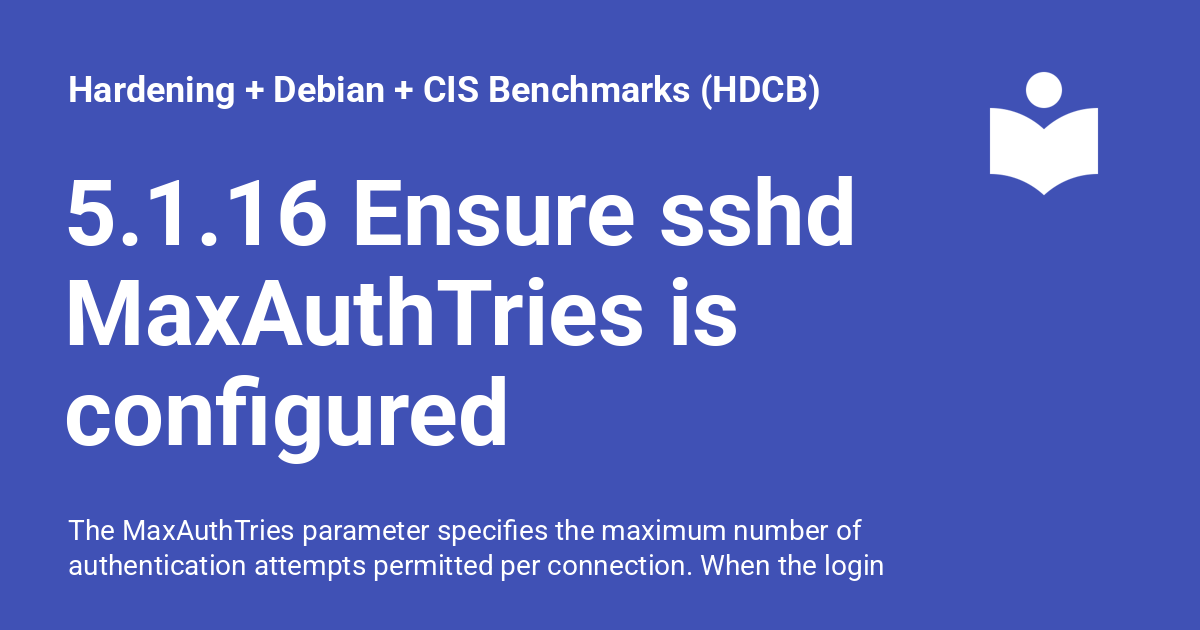 Hardening + Debian + CIS Benchmarks (HDCB)
5.1.16 Ensure sshd
MaxAuthTries is
configured
The MaxAuthTries parameter specifies the maximum number of
authentication attempts permitted per connection. When the login